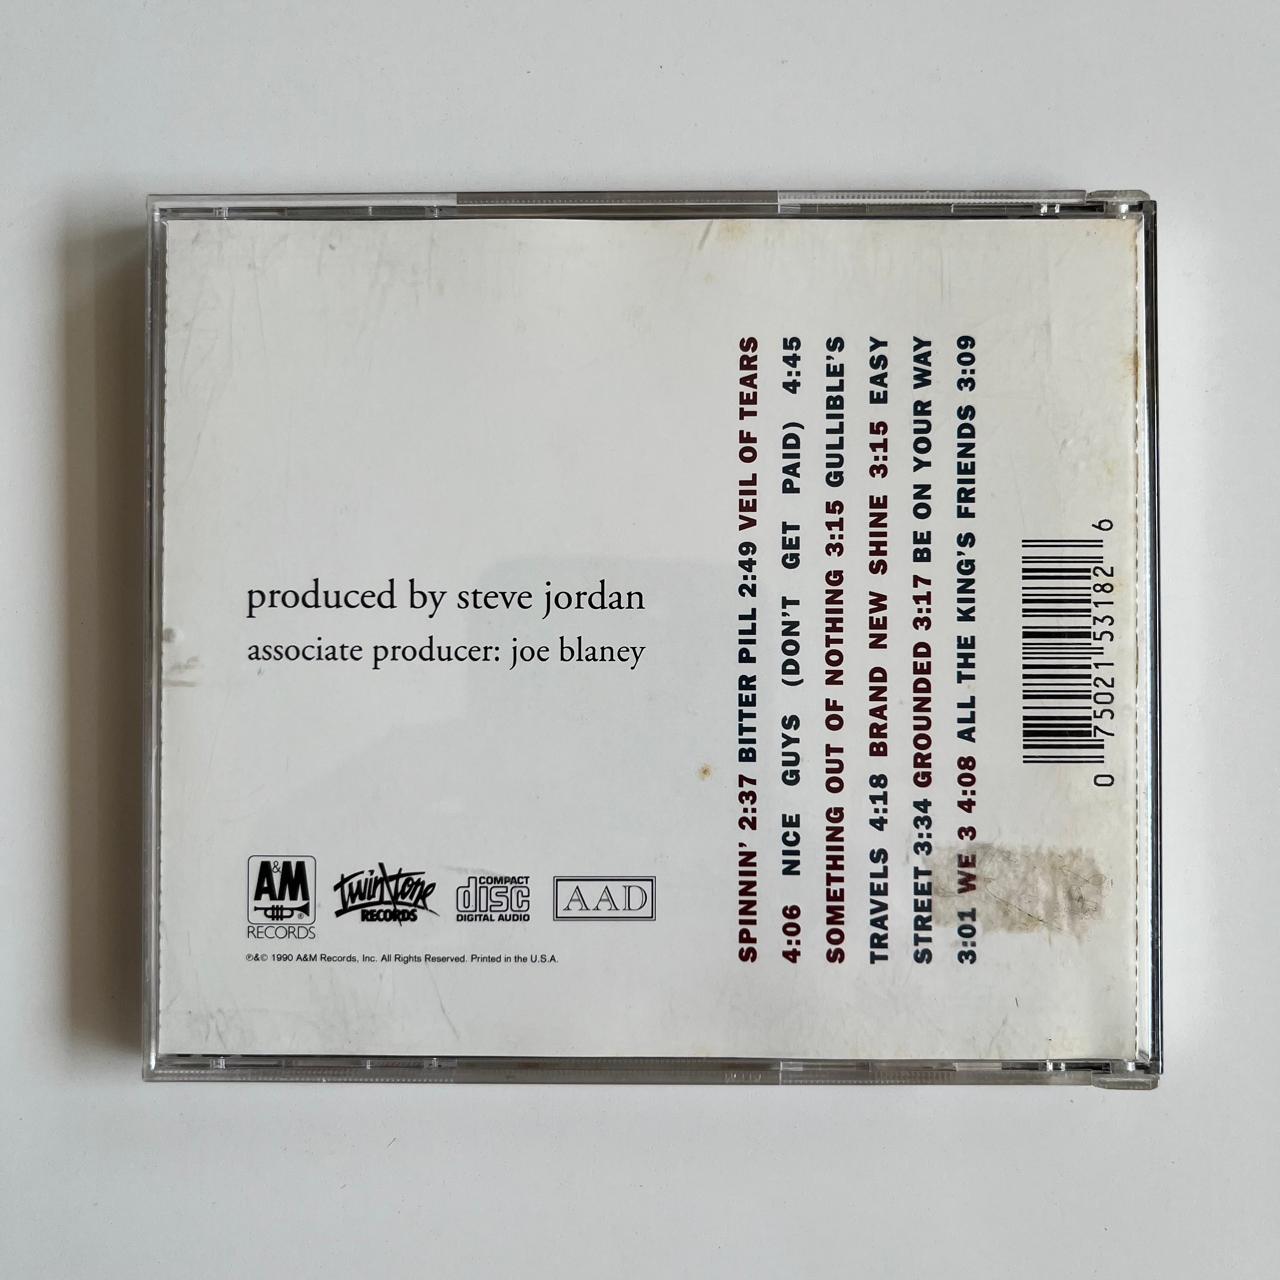 produced by steve jordan
associate producer: joe blaney
A&M
RECORDS
Twin/Tone
RECORDS
COMPACT
disc
DIGITAL AUDIO
AAD
℗&© 1990 A&M Records, Inc. All Rights Reserved. Printed in the U.S.A.
SPINNIN' 2:37 BITTER PILL 2:49 VEIL OF TEARS
4:06 NICE GUYS (DON'T GET PAID) 4:45
SOMETHING OUT OF NOTHING 3:15 GULLIBLE'S
TRAVELS 4:18 BRAND NEW SHINE 3:15 EASY
STREET 3:34 GROUNDED 3:17 BE ON YOUR WAY
3:01 WE 3 4:08 ALL THE KING'S FRIENDS 3:09
0 75021 53182 6